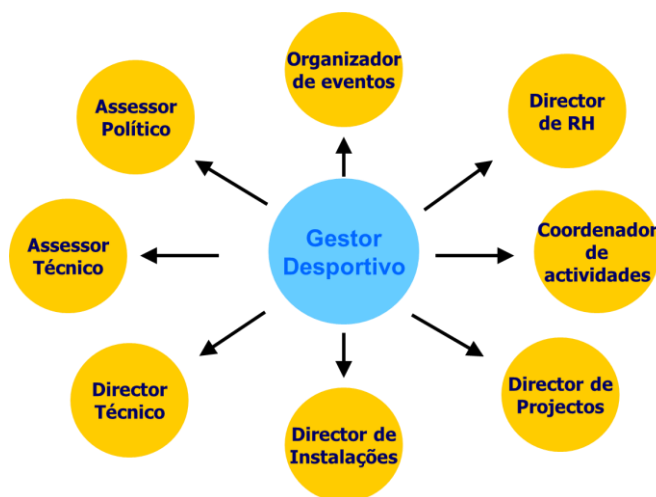 Organizador
de eventos
Assessor
Político
Director
de RH
Gestor
Desportivo
Assessor
Técnico
Coordenador
de
actividades
Director
Técnico
Director de
Instalações
Director de
Projectos